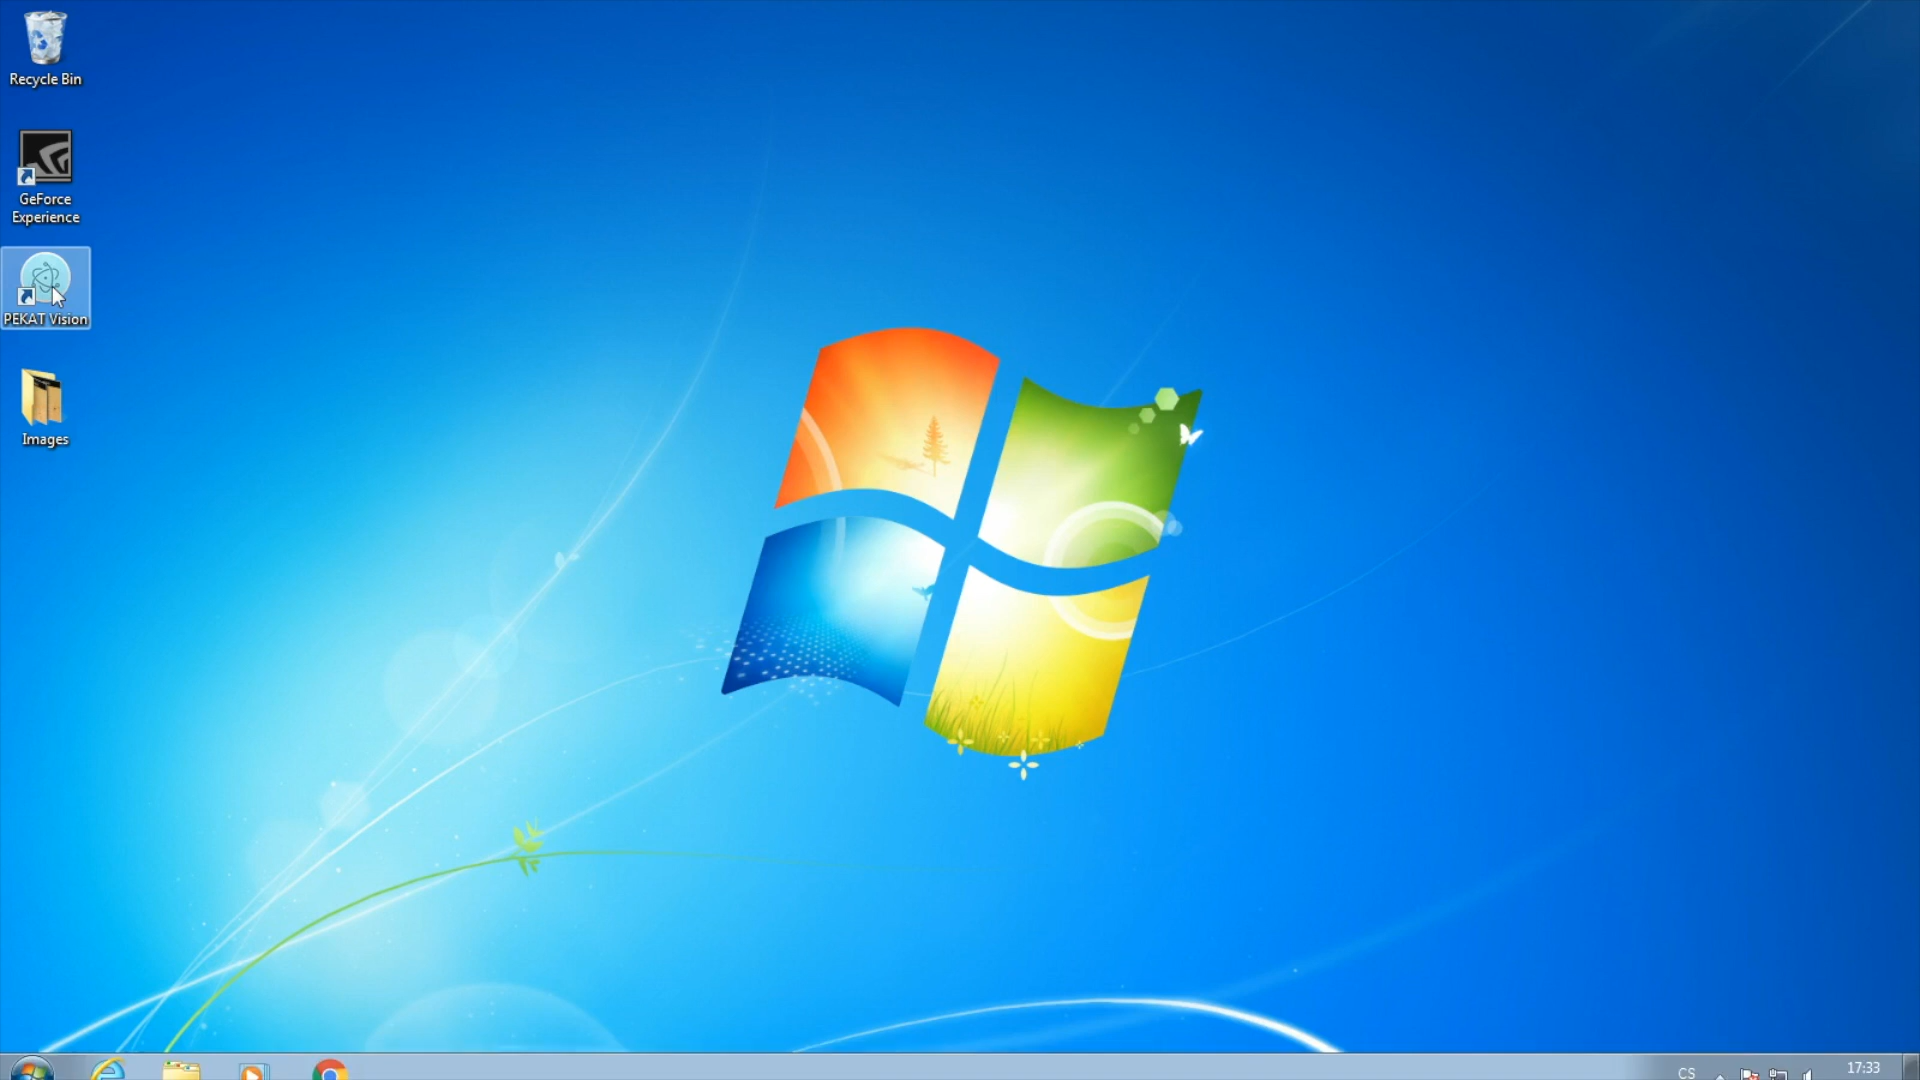 Recycle Bin
GeForce
Experience
PEKAT Vision
Images
CS
17:33